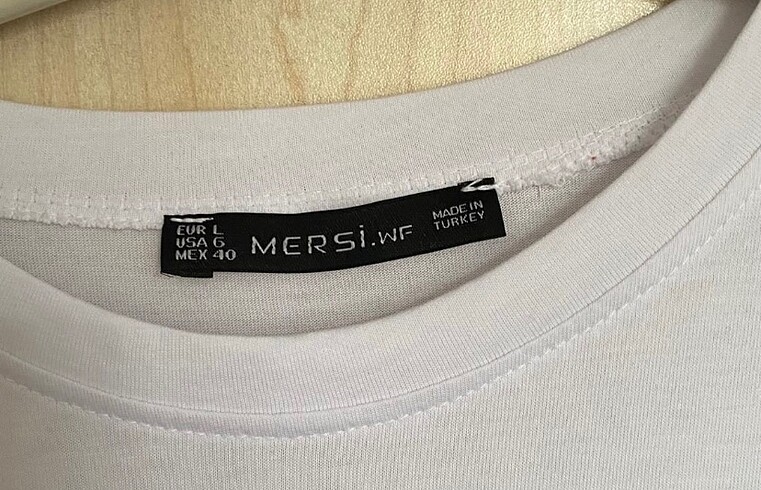 EUR L
USA 6
MEX 40
MERSİ.WF
MADE IN
TURKEY